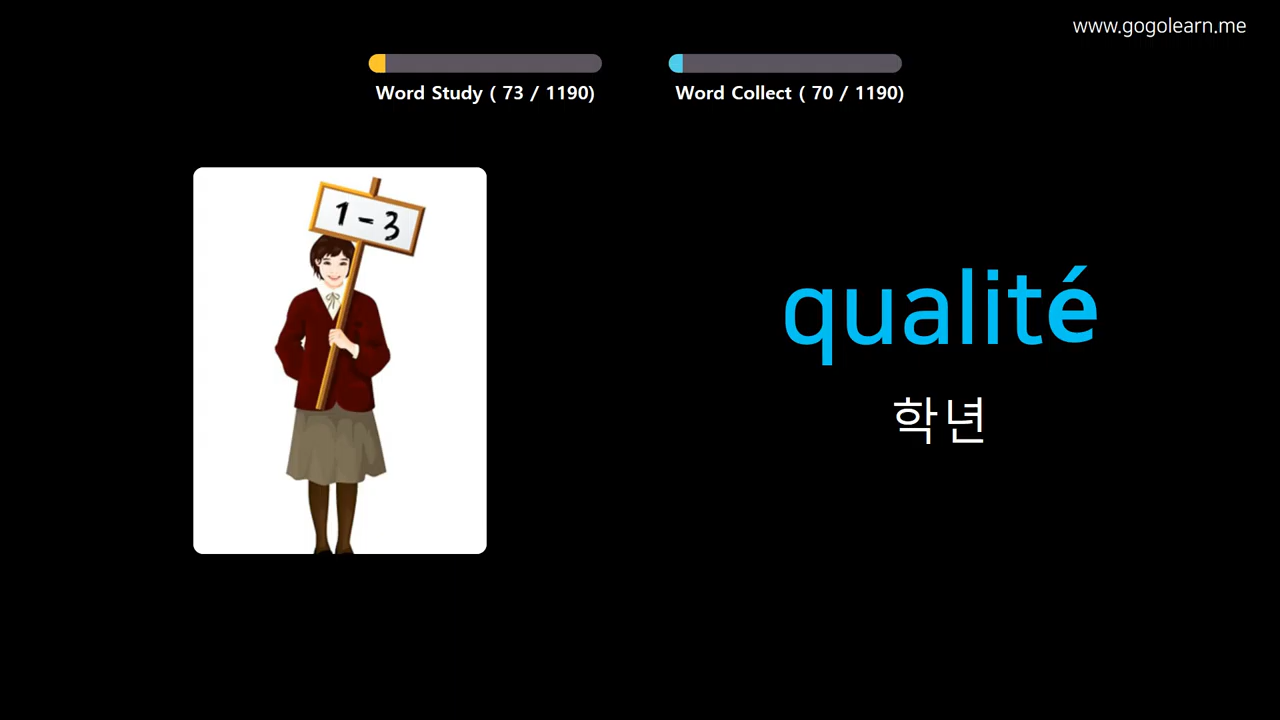 www.gogolearn.me
Word Study ( 73 / 1190)
Word Collect ( 70 / 1190)
1 - 3
qualité
학년